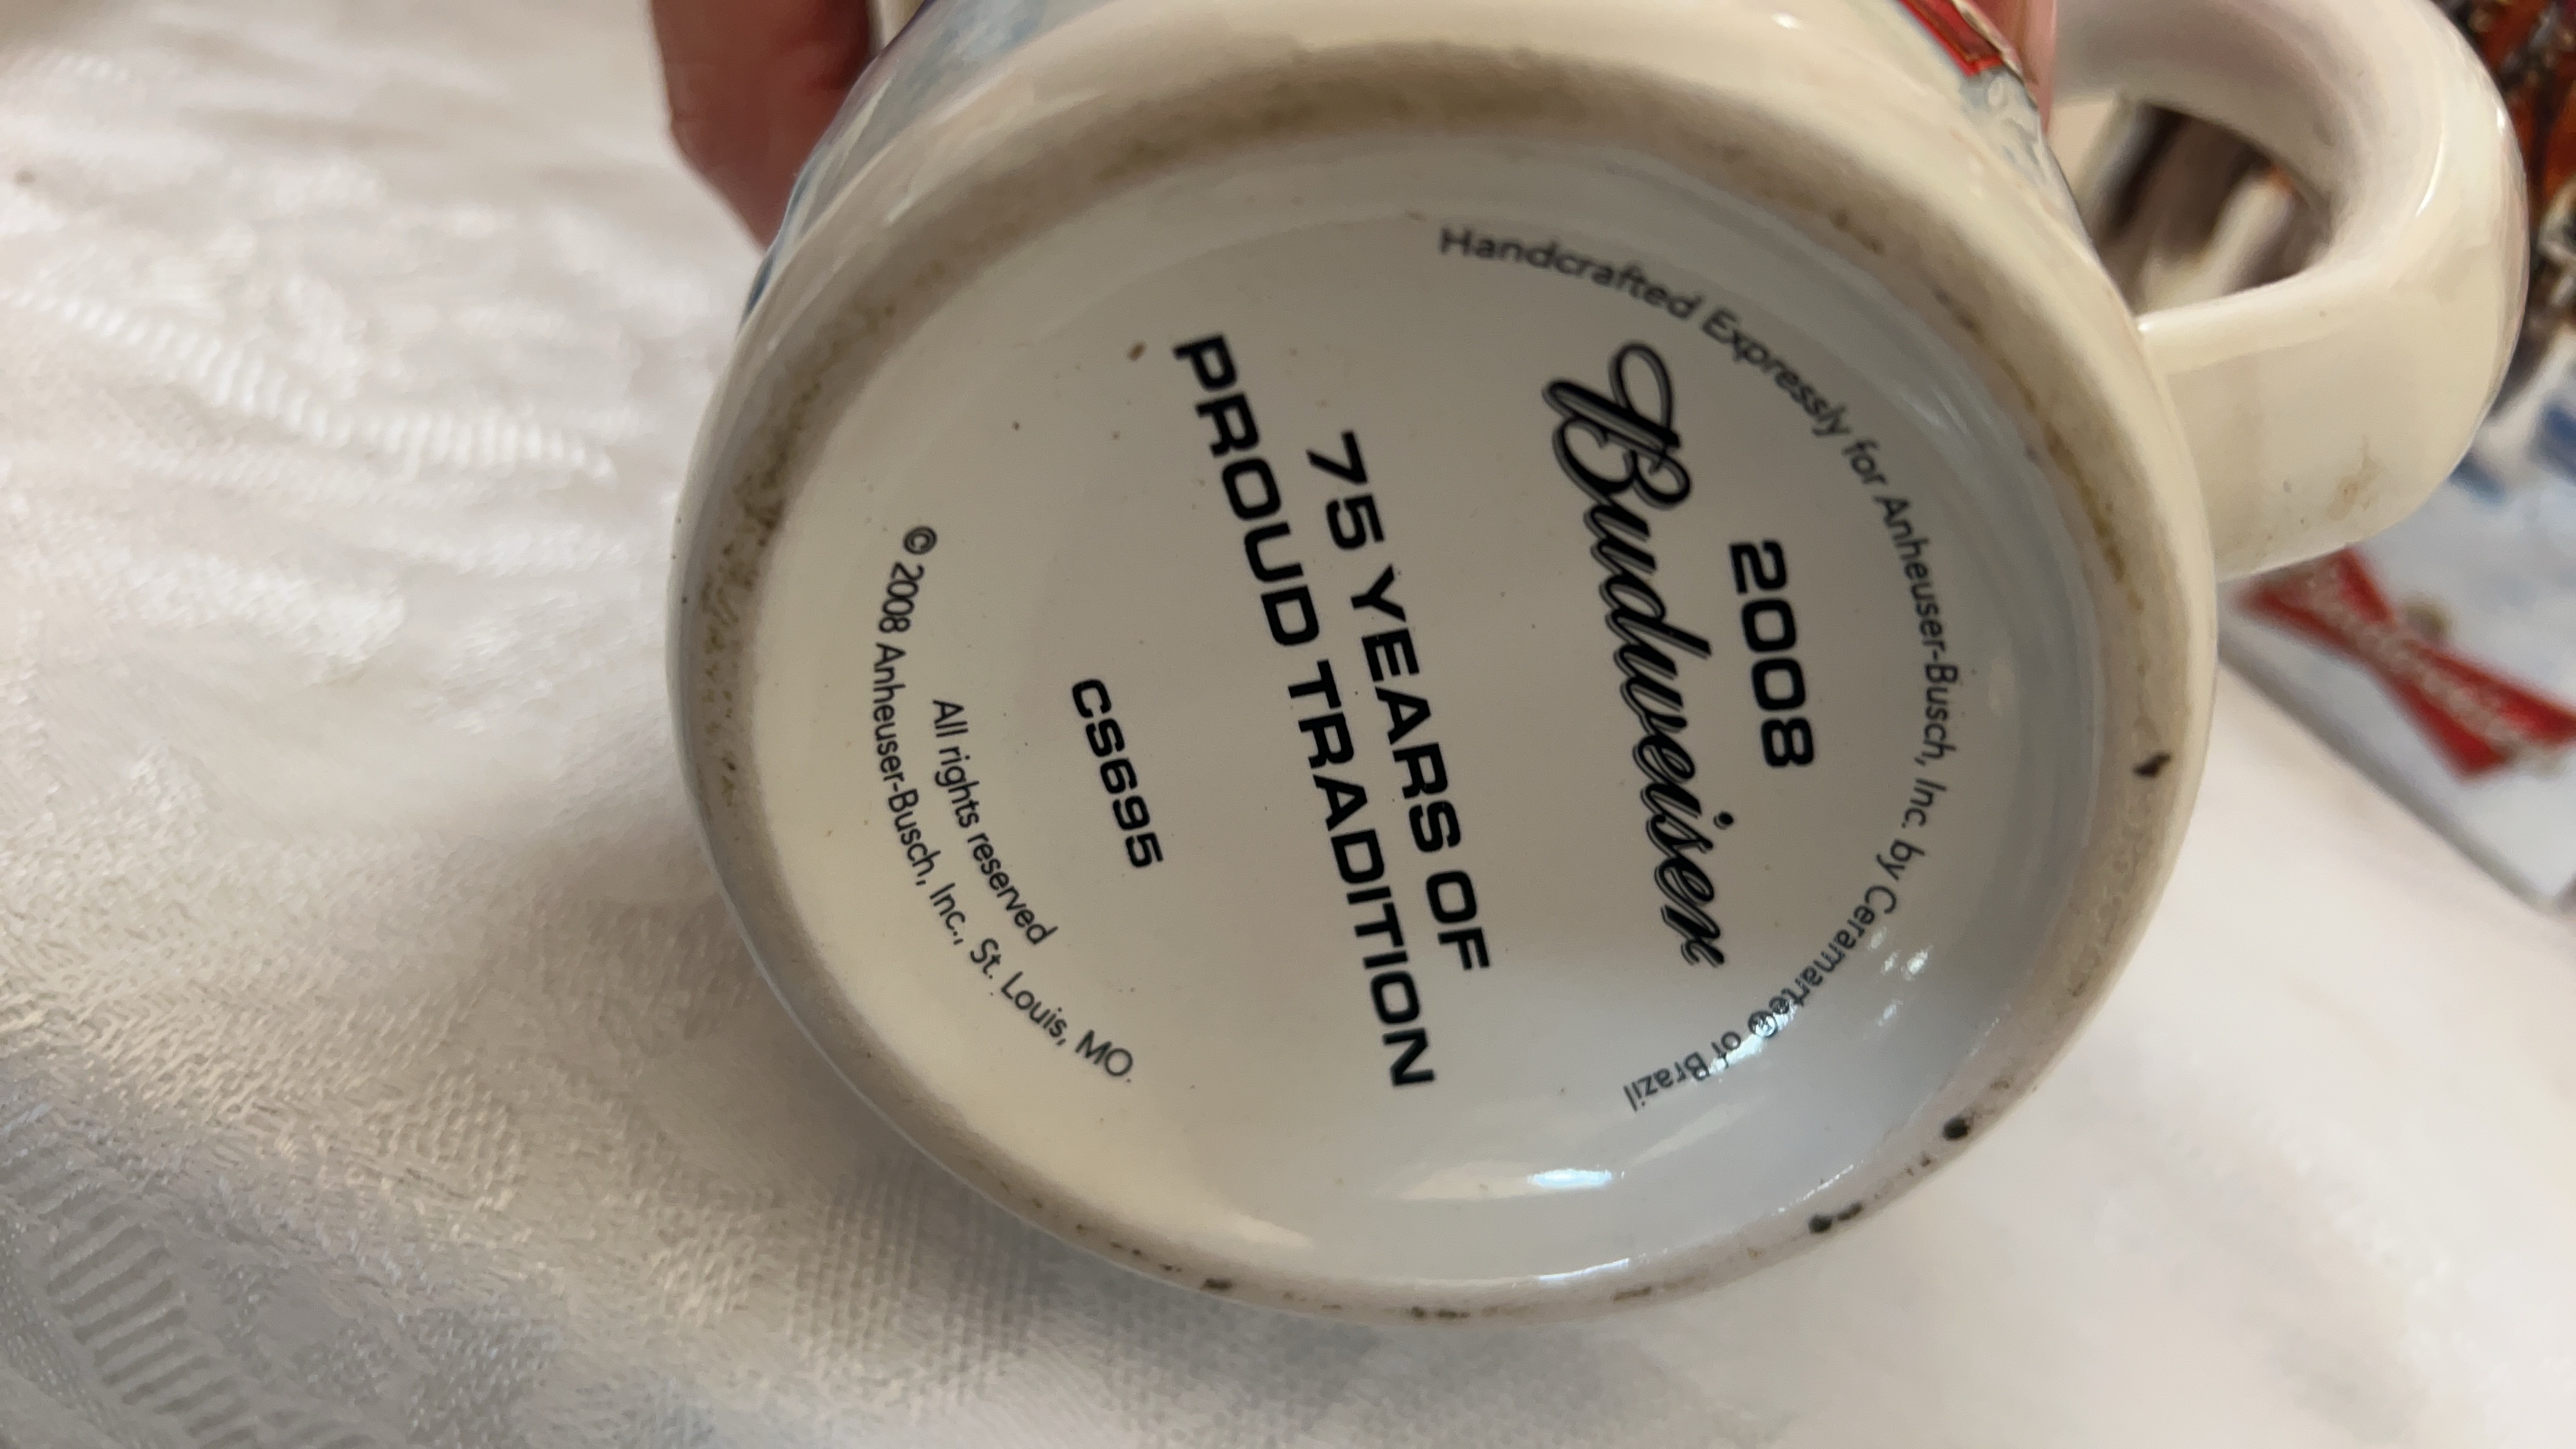 Handcrafted Expressly for Anheuser-Busch, Inc. by Ceramarte® of Brazil
2008
Budweiser
75 YEARS OF
PROUD TRADITION
CS695
All rights reserved
© 2008 Anheuser-Busch, Inc., St. Louis, MO.
Budweiser